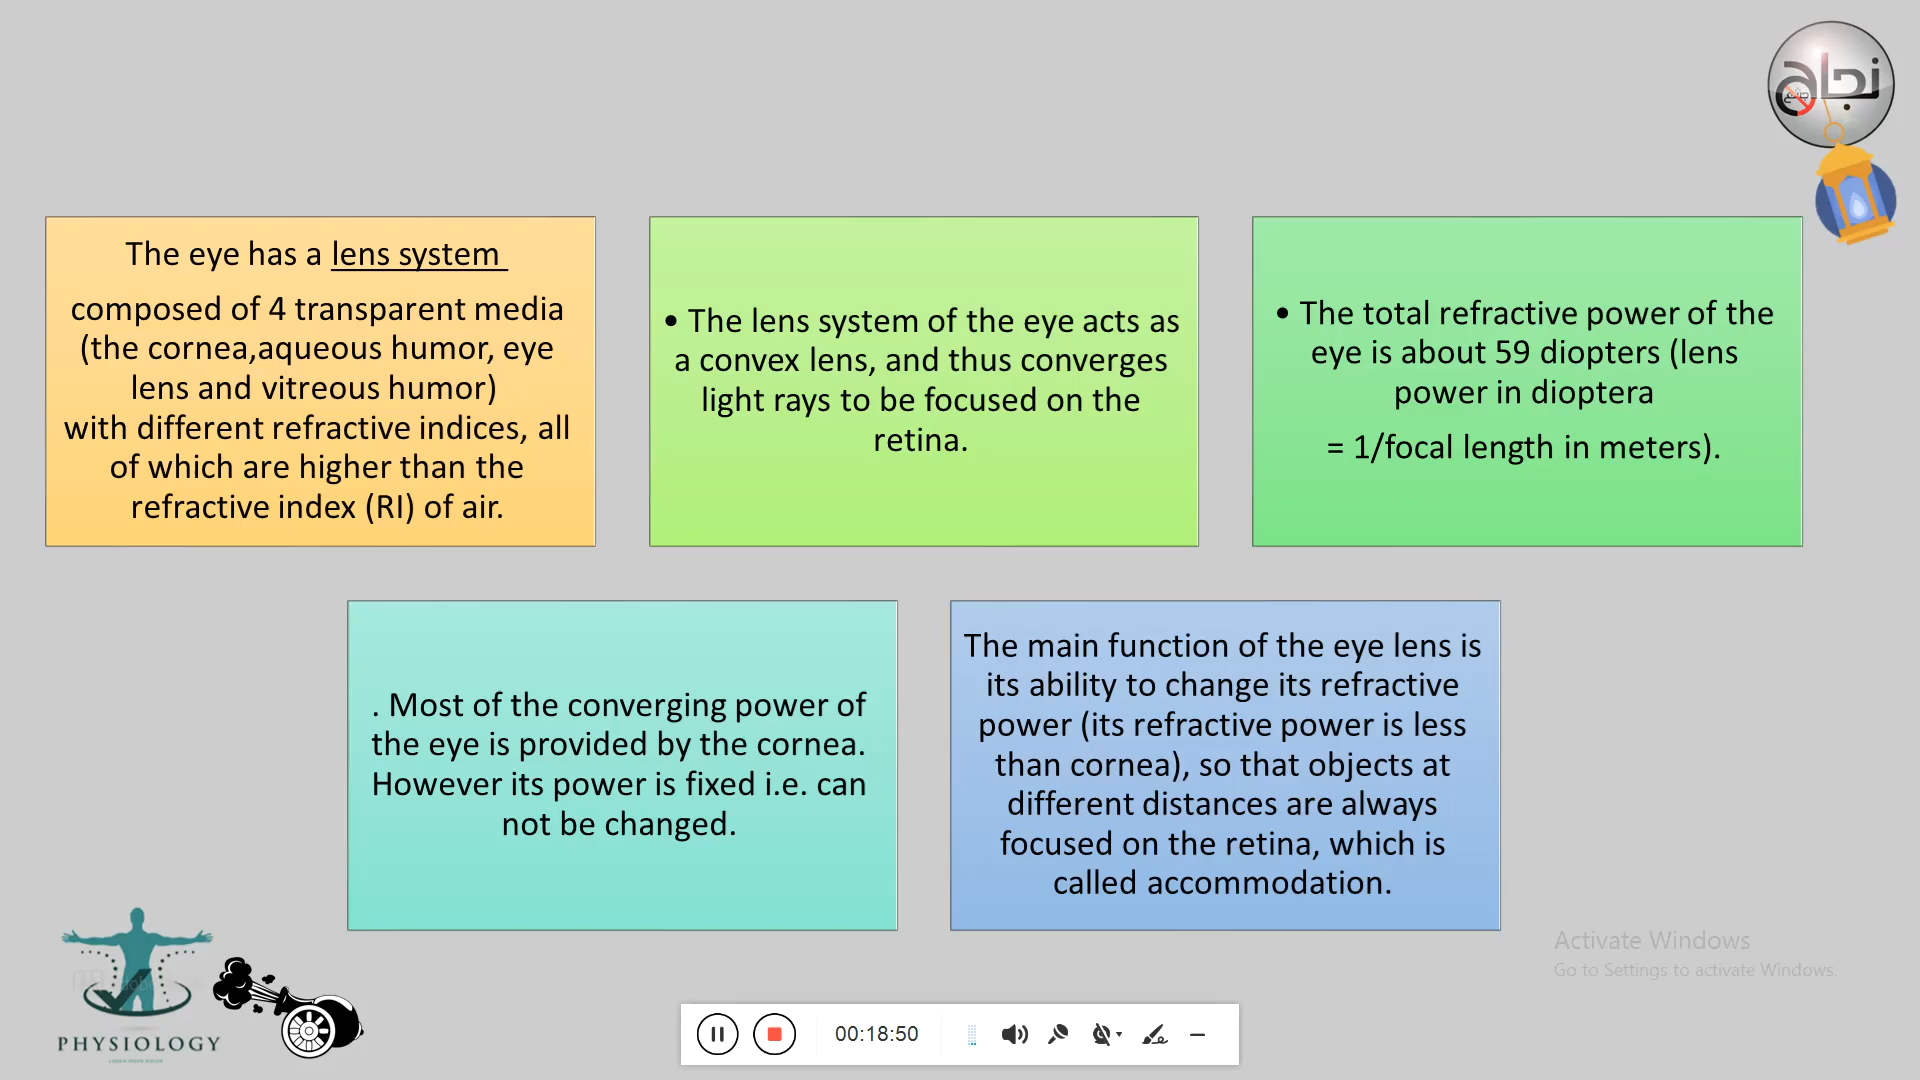 The eye has a lens system
composed of 4 transparent media
(the cornea,aqueous humor, eye
lens and vitreous humor)
with different refractive indices, all
of which are higher than the
refractive index (RI) of air.
• The lens system of the eye acts as
a convex lens, and thus converges
light rays to be focused on the
retina.
• The total refractive power of the
eye is about 59 diopters (lens
power in dioptera
= 1/focal length in meters).
. Most of the converging power of
the eye is provided by the cornea.
However its power is fixed i.e. can
not be changed.
The main function of the eye lens is
its ability to change its refractive
power (its refractive power is less
than cornea), so that objects at
different distances are always
focused on the retina, which is
called accommodation.
Activate Windows
Go to Settings to activate Windows.
PHYSIOLOGY
00:18:50